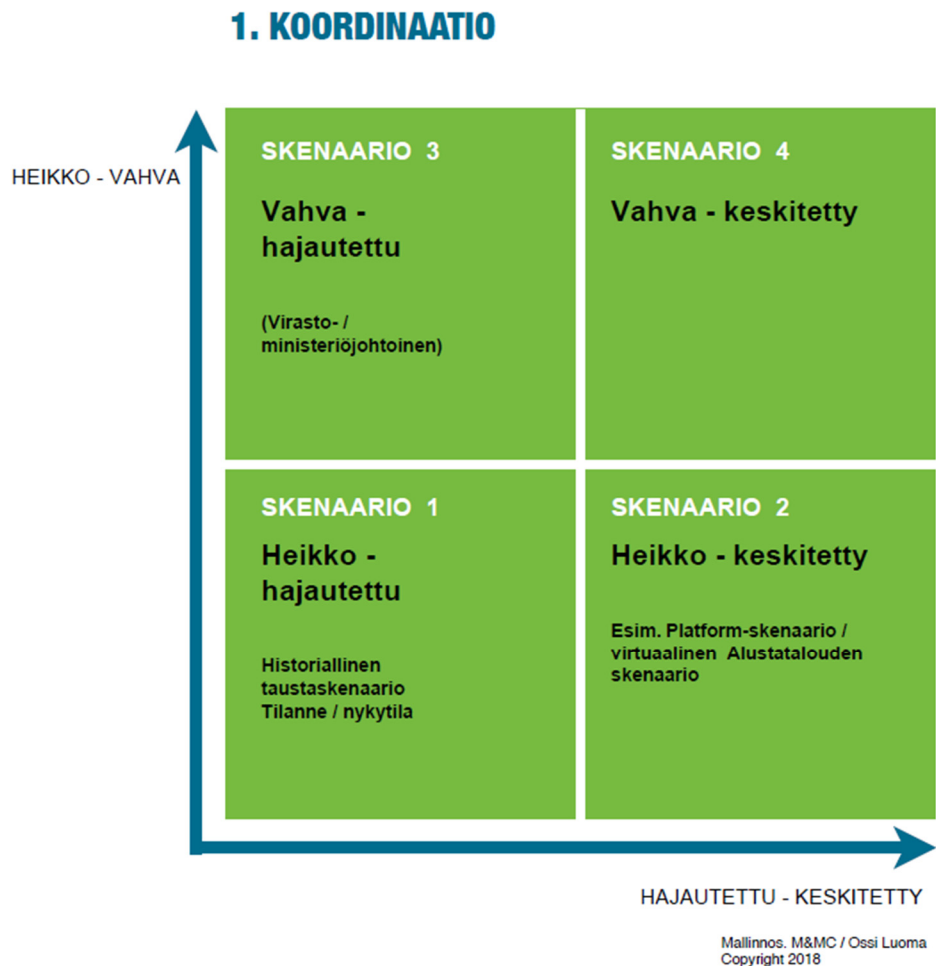 1. KOORDINAATIO
HEIKKO - VAHVA
SKENAARIO 3
Vahva -
hajautettu
(Virasto- /
ministeriöjohtoinen)
SKENAARIO 4
Vahva - keskitetty
SKENAARIO 1
Heikko -
hajautettu
Historiallinen
taustaskenaario
Tilanne / nykytila
SKENAARIO 2
Heikko - keskitetty
Esim. Platform-skenaario /
virtuaalinen Alustatalouden
skenaario
HAJAUTETTU - KESKITETTY
Mallinnos. M&MC / Ossi Luoma
Copyright 2018